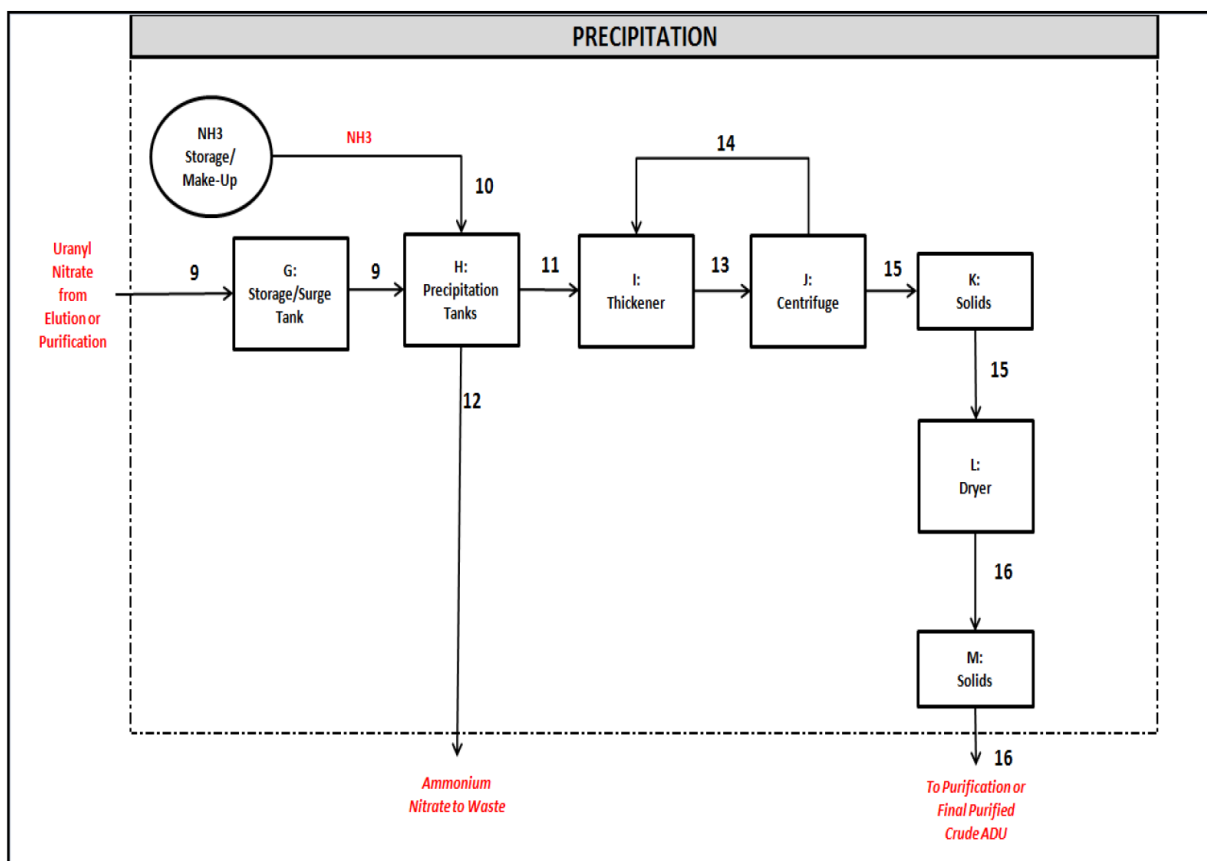 PRECIPITATION
NH3
Storage/
Make-Up
NH3
10
14
Uranyl
Nitrate
from
Elution or
Purification
9
G:
Storage/Surge
Tank
9
H:
Precipitation
Tanks
11
I:
Thickener
13
J:
Centrifuge
15
K:
Solids
15
12
L:
Dryer
16
M:
Solids
16
Ammonium
Nitrate to Waste
To Purification or
Final Purified
Crude ADU